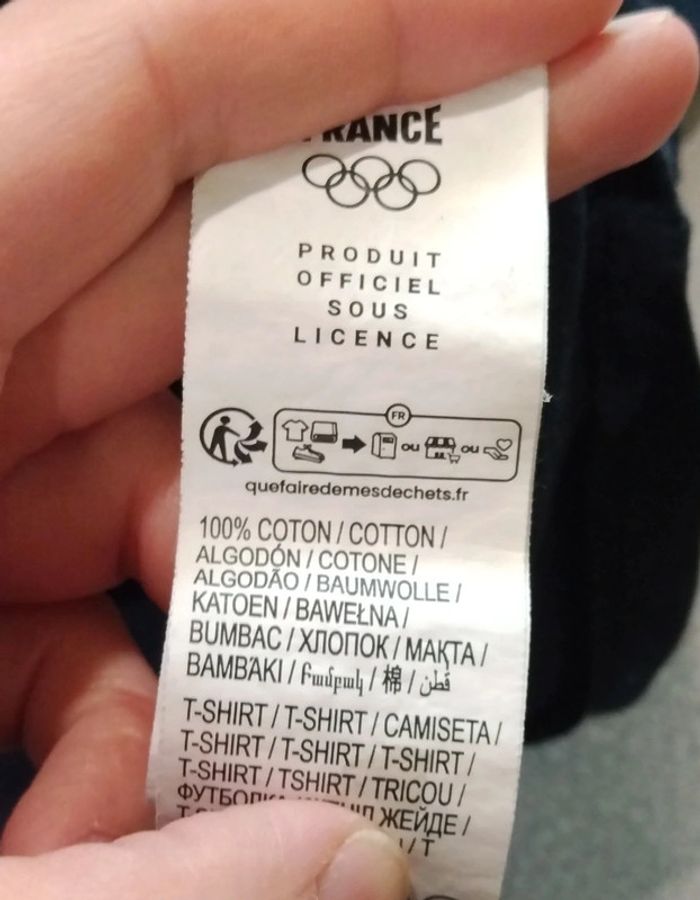 FRANCE
PRODUIT
OFFICIEL
SOUS
LICENCE
FR
ou ou
quefairedemesdechets.fr
100% COTON / COTTON /
ALGODÓN / COTONE /
ALGODÃO / BAUMWOLLE /
KATOEN / BAWEŁNA /
BUMBAC / ХЛОПОК / МАҚТА /
BAMBAKI / բամբակ / 棉 / قطن
T-SHIRT / T-SHIRT / CAMISETA /
T-SHIRT / T-SHIRT / T-SHIRT /
T-SHIRT / TSHIRT / TRICOU /
ЖЕЙДЕ /
/ T